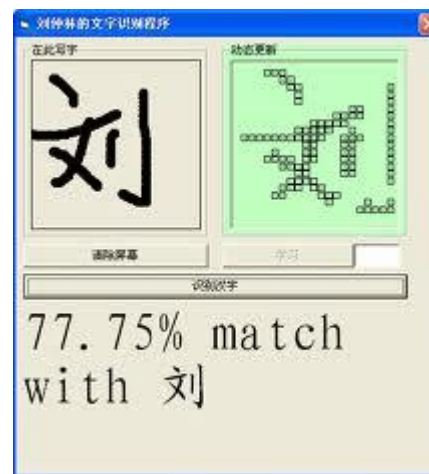 刘钟林的文字识别程序
在此写字
动态更新
刘
清除屏幕
学习
识别汉字
77.75% match
with 刘